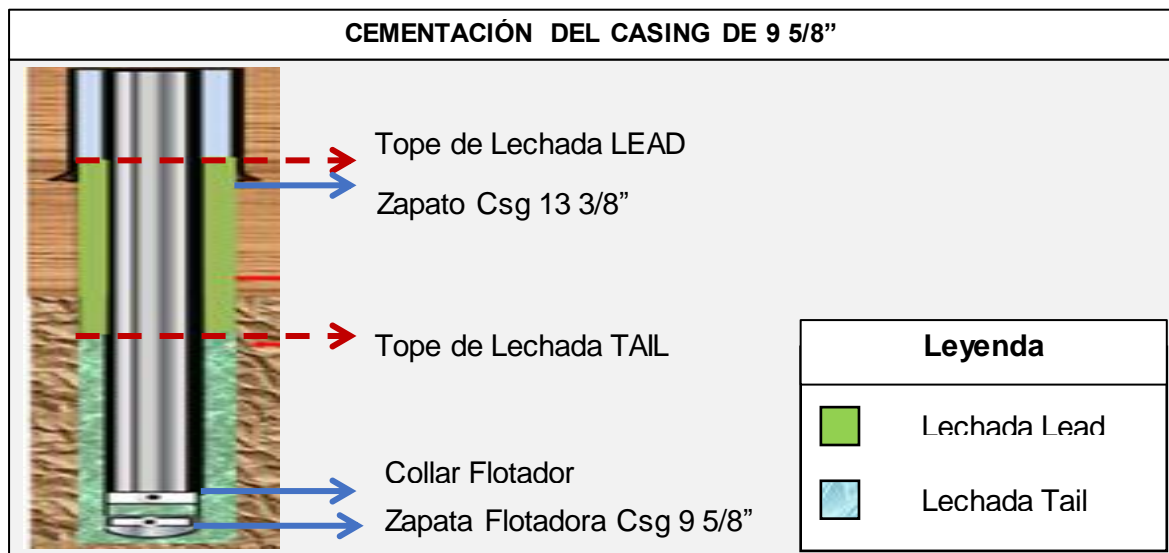 CEMENTACIÓN DEL CASING DE 9 5/8”
Tope de Lechada LEAD
Zapato Csg 13 3/8”
Tope de Lechada TAIL
Collar Flotador
Zapata Flotadora Csg 9 5/8”
Leyenda
Lechada Lead
Lechada Tail